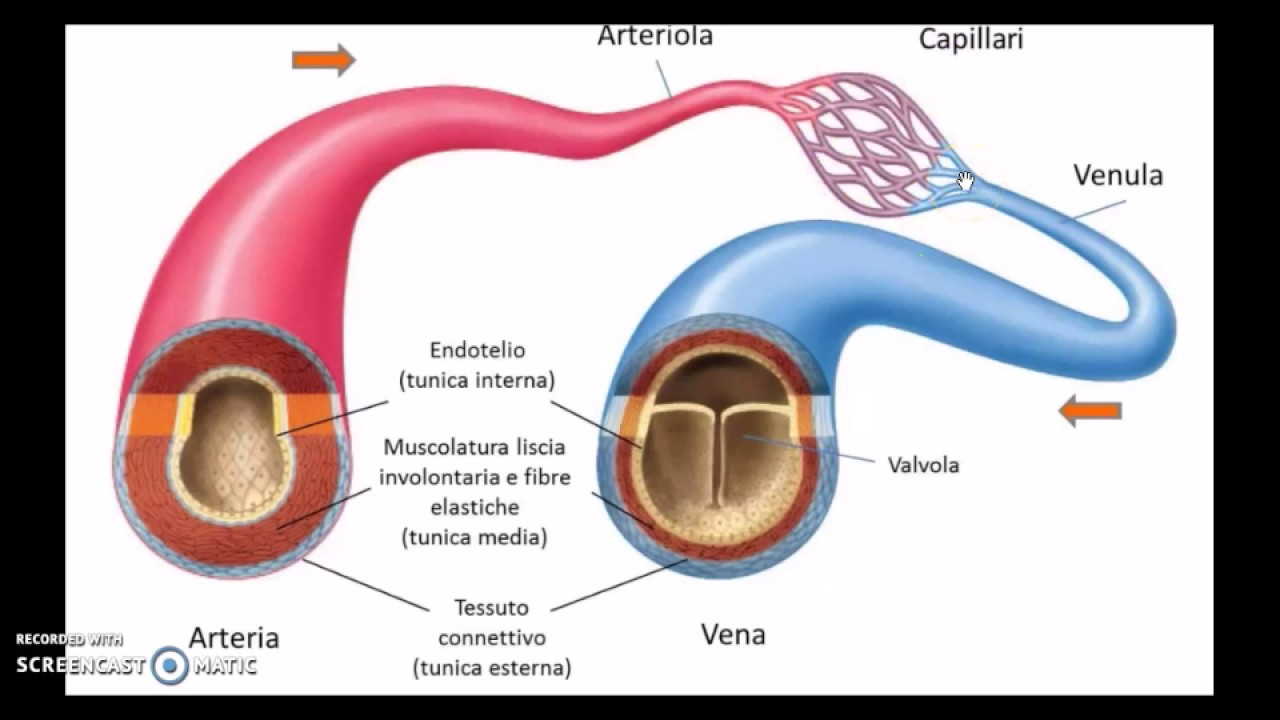 Arteriola
Capillari
Venula
Endotelio
(tunica interna)
Muscolatura liscia
involontaria e fibre
elastiche
(tunica media)
Valvola
Tessuto
connettivo
(tunica esterna)
Arteria
Vena
RECORDED WITH
SCREENCAST MATIC